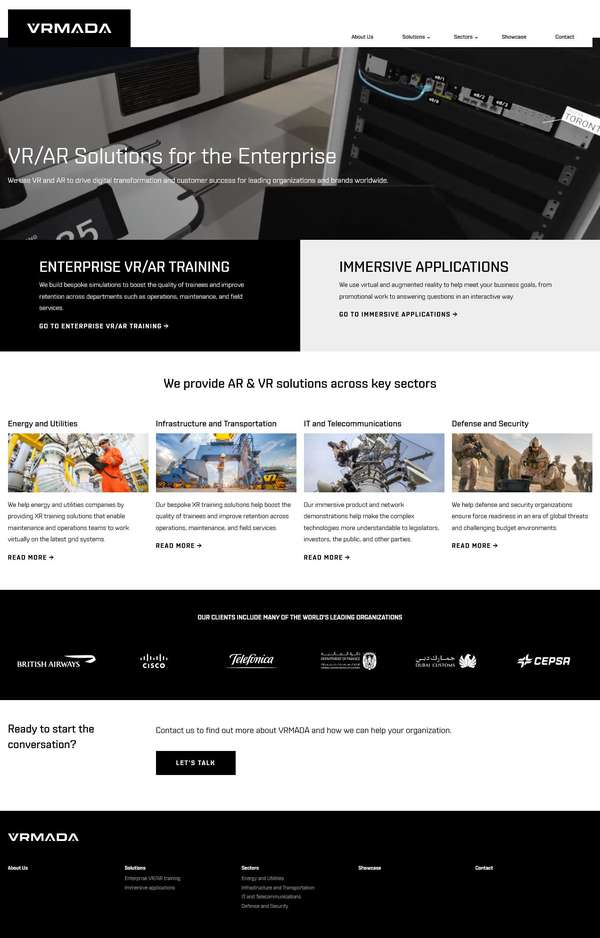 VRMADA
About Us
Solutions
Sectors
Showcase
Contact
VR/AR Solutions for the Enterprise
We use VR and AR to drive digital transformation and customer success for leading organizations and brands worldwide.
TORONT
ENTERPRISE VR/AR TRAINING
We build bespoke simulations to boost the quality of trainees and improve
retention across departments such as operations, maintenance, and field
services.
GO TO ENTERPRISE VR/AR TRAINING →
IMMERSIVE APPLICATIONS
We use virtual and augmented reality to help meet your business goals, from
promotional work to answering questions in an interactive way.
GO TO IMMERSIVE APPLICATIONS →
We provide AR & VR solutions across key sectors
Energy and Utilities
We help energy and utilities companies by
providing XR training solutions that enable
maintenance and operations teams to work
virtually on the latest grid systems.
READ MORE →
Infrastructure and Transportation
Our bespoke XR training solutions help boost the
quality of trainees and improve retention across
operations, maintenance, and field services.
READ MORE →
IT and Telecommunications
Our immersive product and network
demonstrations help make the complex
technologies more understandable to legislators,
investors, the public, and other parties.
READ MORE →
Defense and Security
We help defense and security organizations
ensure force readiness in an era of global threats
and challenging budget environments.
READ MORE →
OUR CLIENTS INCLUDE MANY OF THE WORLD'S LEADING ORGANIZATIONS
BRITISH AIRWAYS
CISCO
Telefónica
DEPARTMENT OF FINANCE
جمارك دبي
DUBAI CUSTOMS
CEPSA
Ready to start the
conversation?
Contact us to find out more about VRMADA and how we can help your organization.
LET'S TALK
VRMADA
About Us
Solutions
Enterprise VR/AR training
Immersive applications
Sectors
Energy and Utilities
Infrastructure and Transportation
IT and Telecommunications
Defense and Security
Showcase
Contact